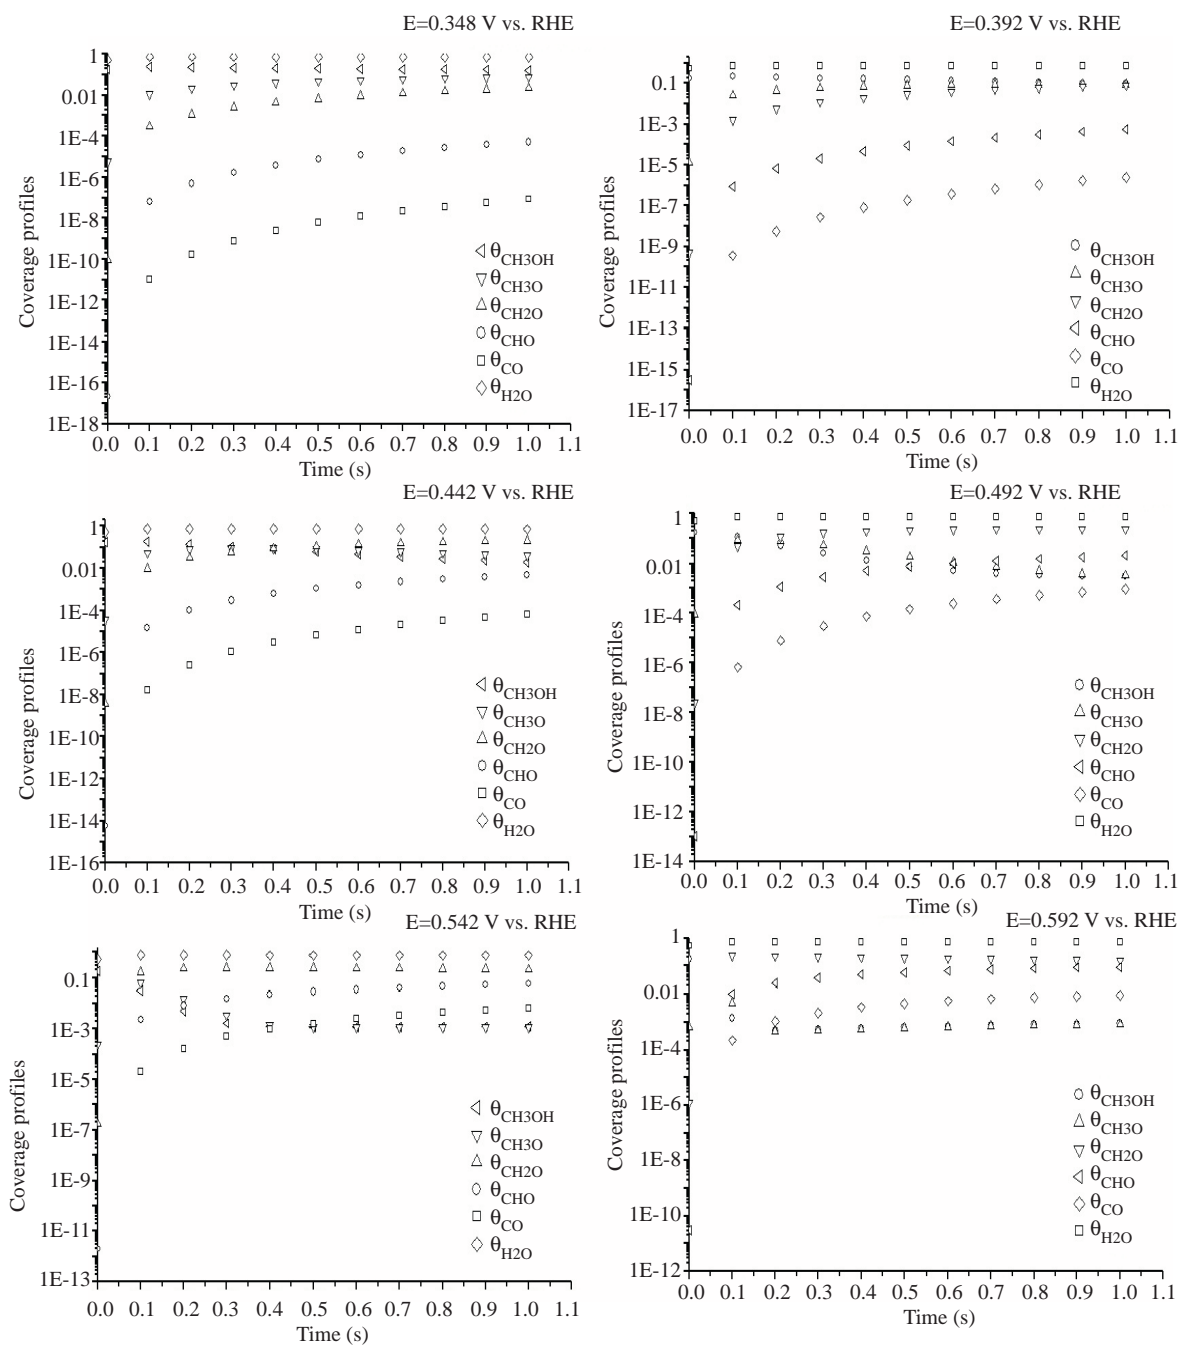 E=0.348 V vs. RHE
1
0.01
1E-4
1E-6
1E-8
1E-10
1E-12
1E-14
1E-16
1E-18
Coverage profiles
θCH3OH
θCH3O
θCH2O
θCHO
θCO
θH2O
0.0 0.1 0.2 0.3 0.4 0.5 0.6 0.7 0.8 0.9 1.0 1.1
Time (s)
E=0.392 V vs. RHE
0.1
1E-3
1E-5
1E-7
1E-9
1E-11
1E-13
1E-15
1E-17
Coverage profiles
θCH3OH
θCH3O
θCH2O
θCHO
θCO
θH2O
0.0 0.1 0.2 0.3 0.4 0.5 0.6 0.7 0.8 0.9 1.0 1.1
Time (s)
E=0.442 V vs. RHE
1
0.01
1E-4
1E-6
1E-8
1E-10
1E-12
1E-14
1E-16
Coverage profiles
θCH3OH
θCH3O
θCH2O
θCHO
θCO
θH2O
0.0 0.1 0.2 0.3 0.4 0.5 0.6 0.7 0.8 0.9 1.0 1.1
Time (s)
E=0.492 V vs. RHE
1
0.01
1E-4
1E-6
1E-8
1E-10
1E-12
1E-14
Coverage profiles
θCH3OH
θCH3O
θCH2O
θCHO
θCO
θH2O
0.0 0.1 0.2 0.3 0.4 0.5 0.6 0.7 0.8 0.9 1.0 1.1
Time (s)
E=0.542 V vs. RHE
0.1
1E-3
1E-5
1E-7
1E-9
1E-11
1E-13
Coverage profiles
θCH3OH
θCH3O
θCH2O
θCHO
θCO
θH2O
0.0 0.1 0.2 0.3 0.4 0.5 0.6 0.7 0.8 0.9 1.0 1.1
Time (s)
E=0.592 V vs. RHE
1
0.01
1E-4
1E-6
1E-8
1E-10
1E-12
Coverage profiles
θCH3OH
θCH3O
θCH2O
θCHO
θCO
θH2O
0.0 0.1 0.2 0.3 0.4 0.5 0.6 0.7 0.8 0.9 1.0 1.1
Time (s)